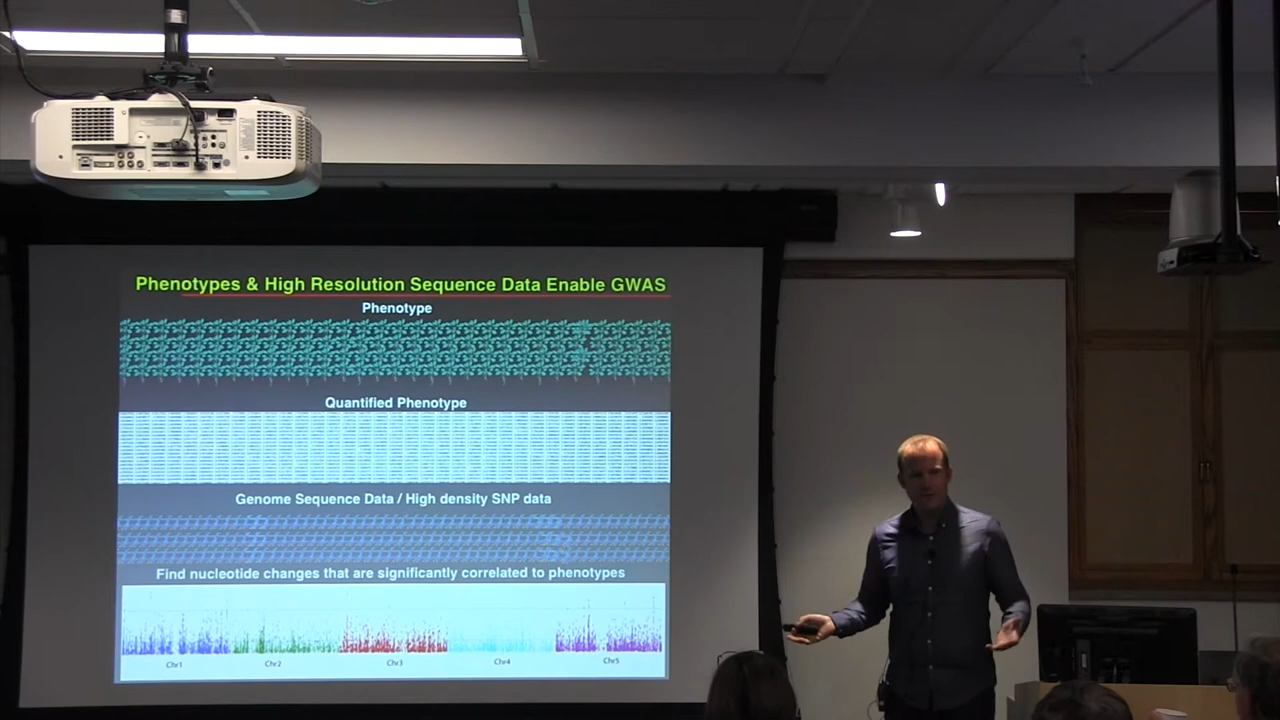 Phenotypes & High Resolution Sequence Data Enable GWAS
Phenotype
Quantified Phenotype
Genome Sequence Data / High density SNP data
Find nucleotide changes that are significantly correlated to phenotypes
Chr1 Chr2 Chr3 Chr4 Chr5